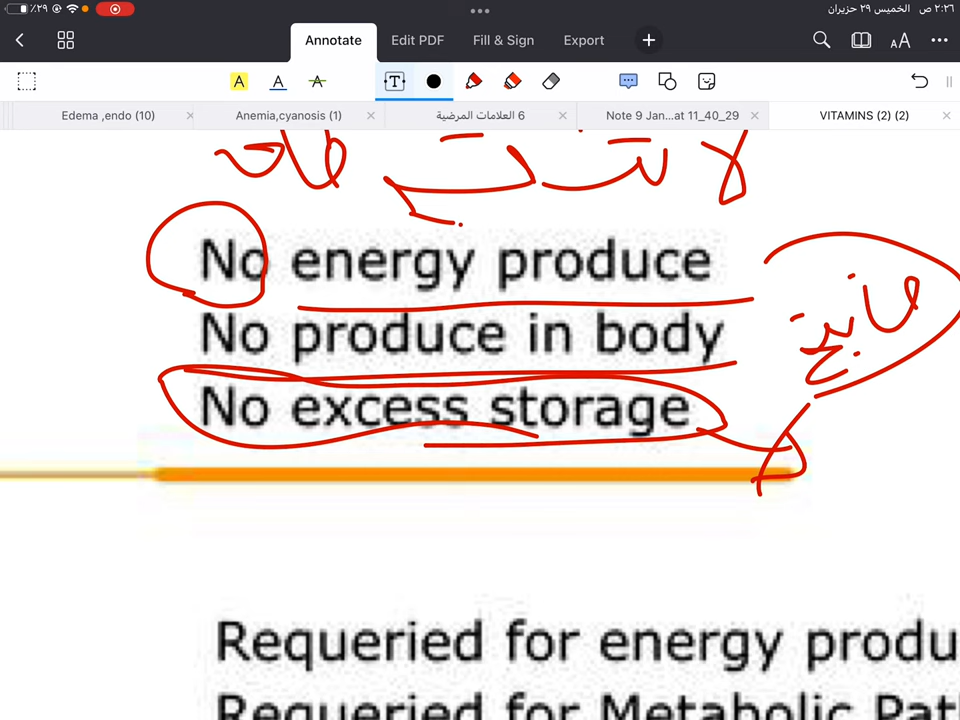 ٪٢٩ ٢:٢٦ ص الخميس ٢٩ حزيران
Annotate Edit PDF Fill & Sign Export
Edema ,endo (10) Anemia,cyanosis (1) 6 العلامات المرضية Note 9 Jan...at 11_40_29 VITAMINS (2) (2)
No energy produce
No produce in body
No excess storage
Requeried for energy produ
Requeried for Metabolic Pat